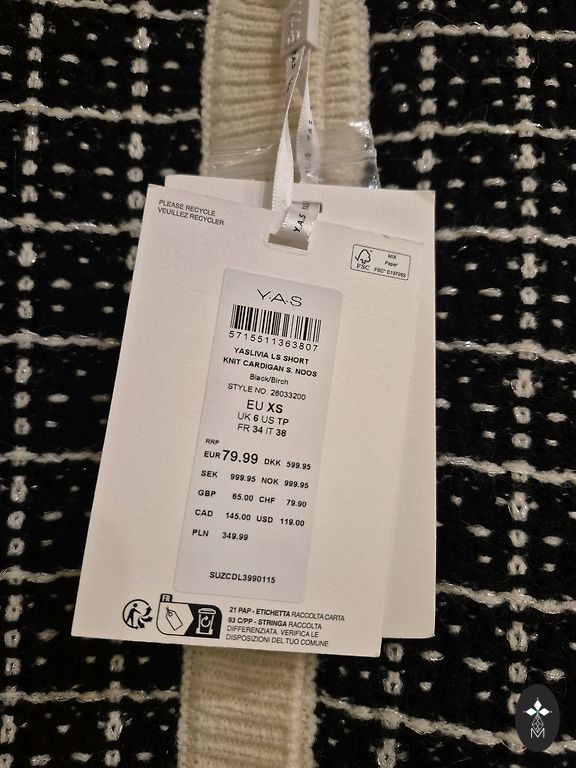 PLEASE RECYCLE
VEUILLEZ RECYCLER
Y.A.S
FSC
MIX
Paper
FSC® C137962
Y.A.S
5715511363807
YASLIVIA LS SHORT
KNIT CARDIGAN S. NOOS
Black/Birch
STYLE NO. 26033200
EU XS
UK 6 US TP
FR 34 IT 38
RRP
EUR 79.99 DKK 599.95
SEK 999.95 NOK 999.95
GBP 65.00 CHF 79.90
CAD 145.00 USD 119.00
PLN 349.99
SUZCDL3990115
FR
21 PAP - ETICHETTA RACCOLTA CARTA
93 C/PP - STRINGA RACCOLTA
DIFFERENZIATA. VERIFICA LE
DISPOSIZIONI DEL TUO COMUNE